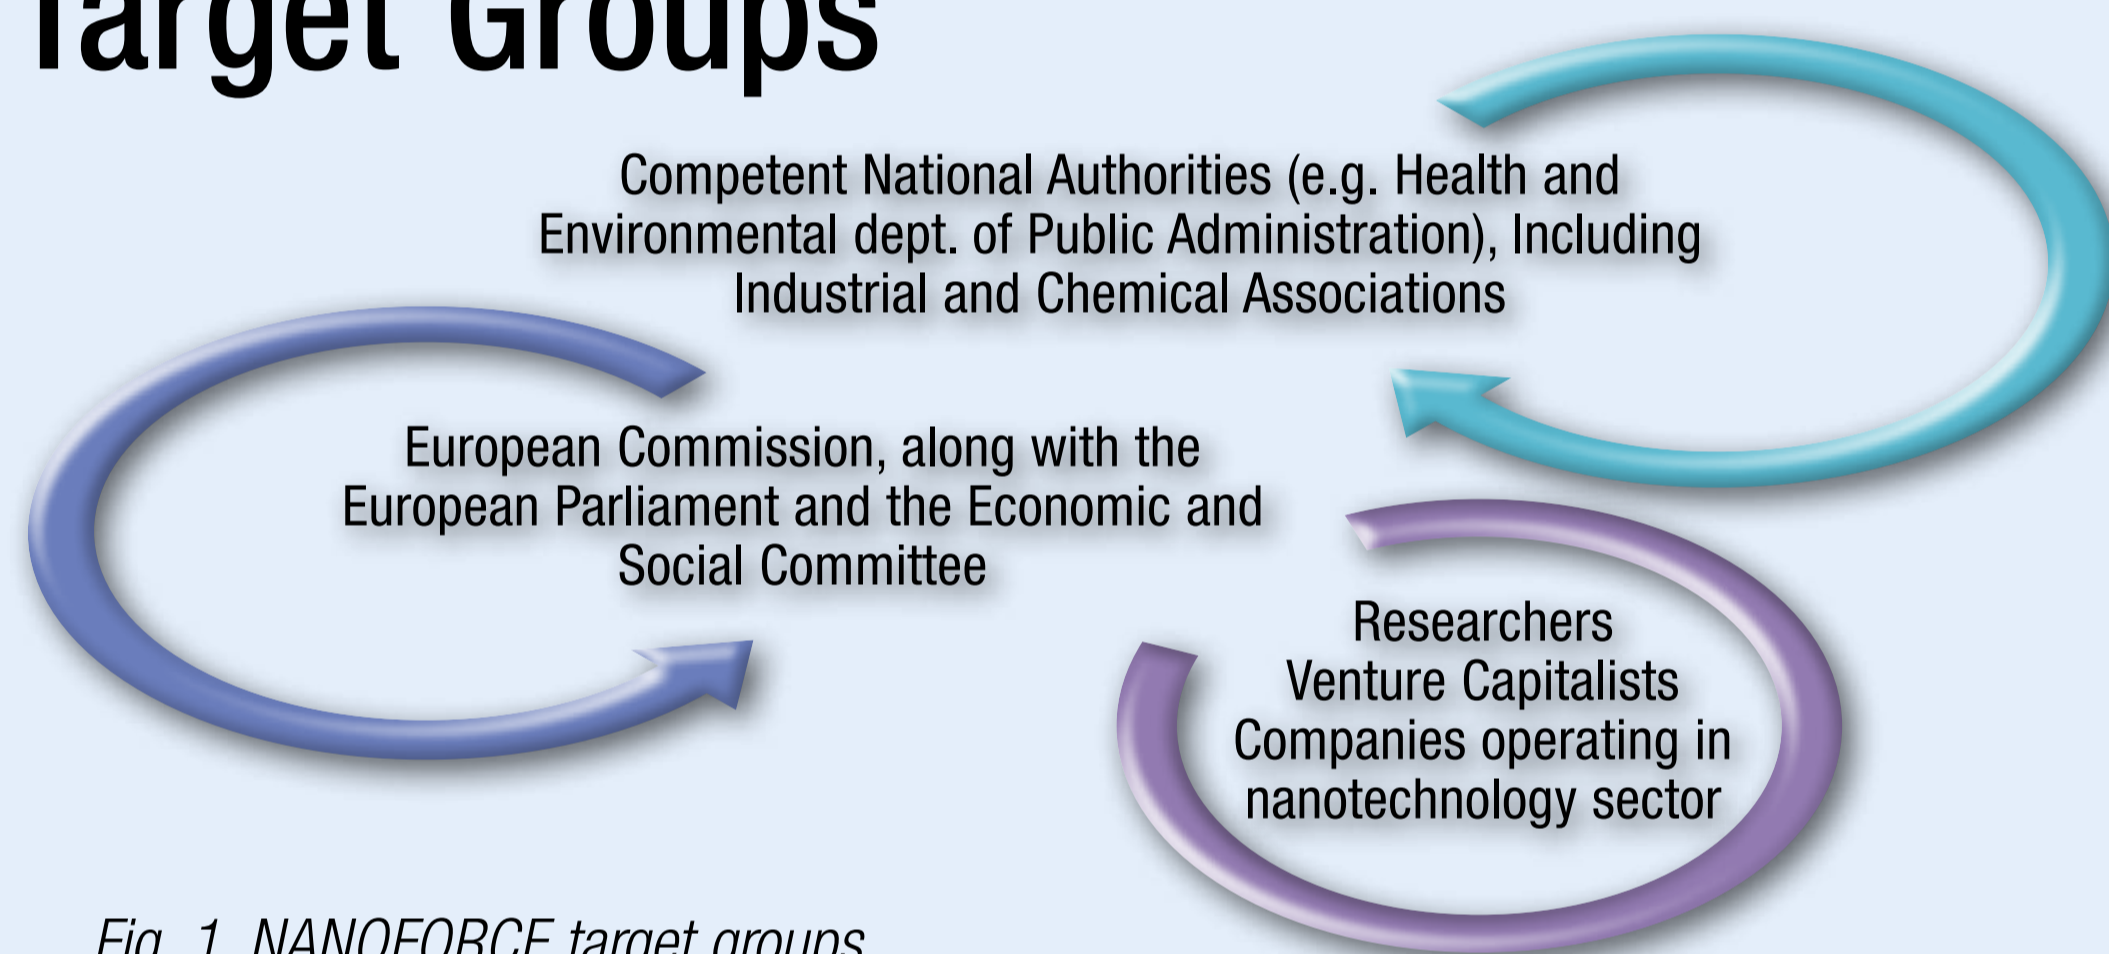 Target Groups
Competent National Authorities (e.g. Health and
Environmental dept. of Public Administration), Including
Industrial and Chemical Associations
European Commission, along with the
European Parliament and the Economic and
Social Committee
Researchers
Venture Capitalists
Companies operating in
nanotechnology sector
Fig. 1. NANOFORCE target groups